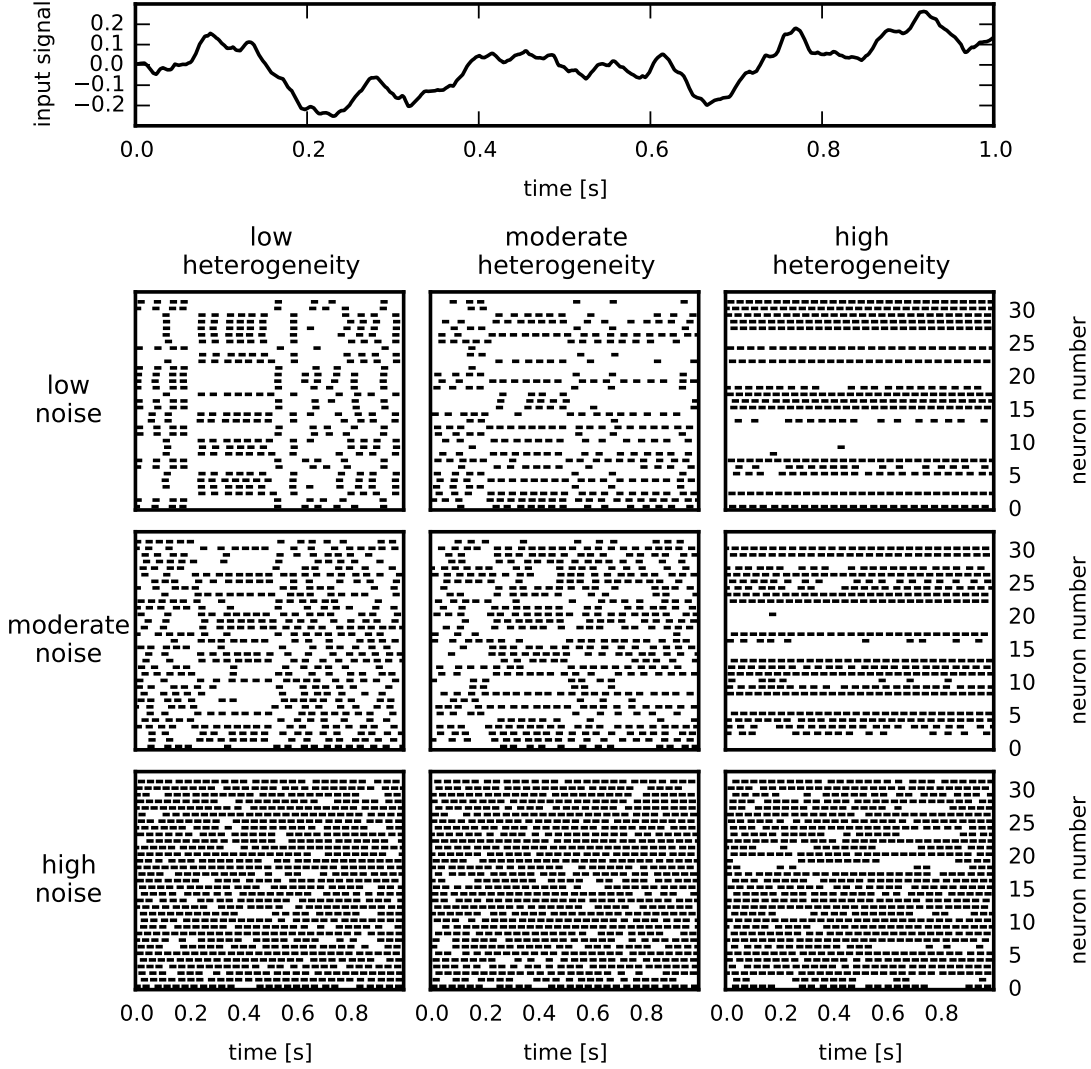 input signal
0.2
0.1
0.0
−0.1
−0.2
0.0 0.2 0.4 0.6 0.8 1.0
time [s]
low
heterogeneity
moderate
heterogeneity
high
heterogeneity
low
noise
30
25
20
15
10
5
0
neuron number
moderate
noise
30
25
20
15
10
5
0
neuron number
high
noise
30
25
20
15
10
5
0
neuron number
0.0 0.2 0.4 0.6 0.8
0.0 0.2 0.4 0.6 0.8
0.0 0.2 0.4 0.6 0.8
time [s]
time [s]
time [s]